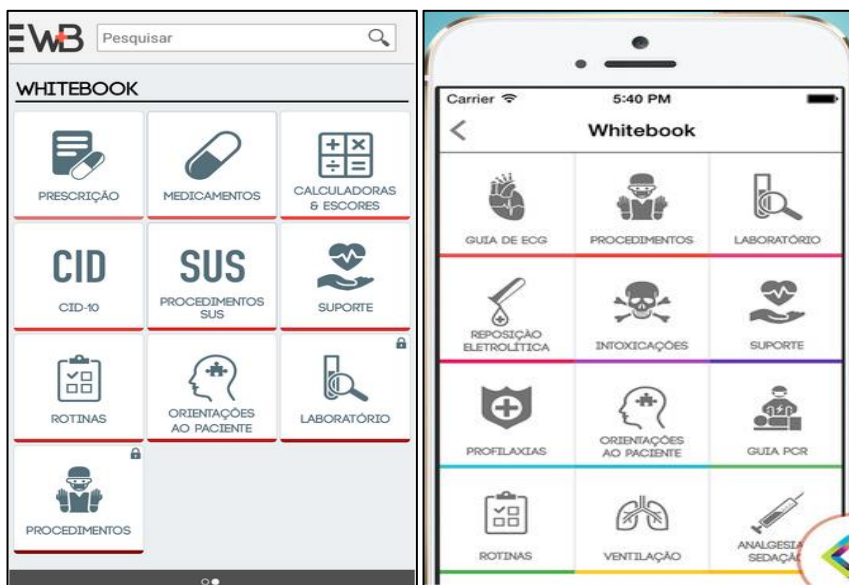 WB
Pesquisar
WHITEBOOK
PRESCRIÇÃO
MEDICAMENTOS
CALCULADORAS
& ESCORES
CID
CID-10
SUS
PROCEDIMENTOS
SUS
SUPORTE
ROTINAS
ORIENTAÇÕES
AO PACIENTE
LABORATÓRIO
PROCEDIMENTOS
Carrier
5:40 PM
Whitebook
GUIA DE ECG
PROCEDIMENTOS
LABORATÓRIO
REPOSIÇÃO
ELETROLÍTICA
INTOXICAÇÕES
SUPORTE
PROFILAXIAS
ORIENTAÇÕES
AO PACIENTE
GUIA PCR
ROTINAS
VENTILAÇÃO
ANALGESIA